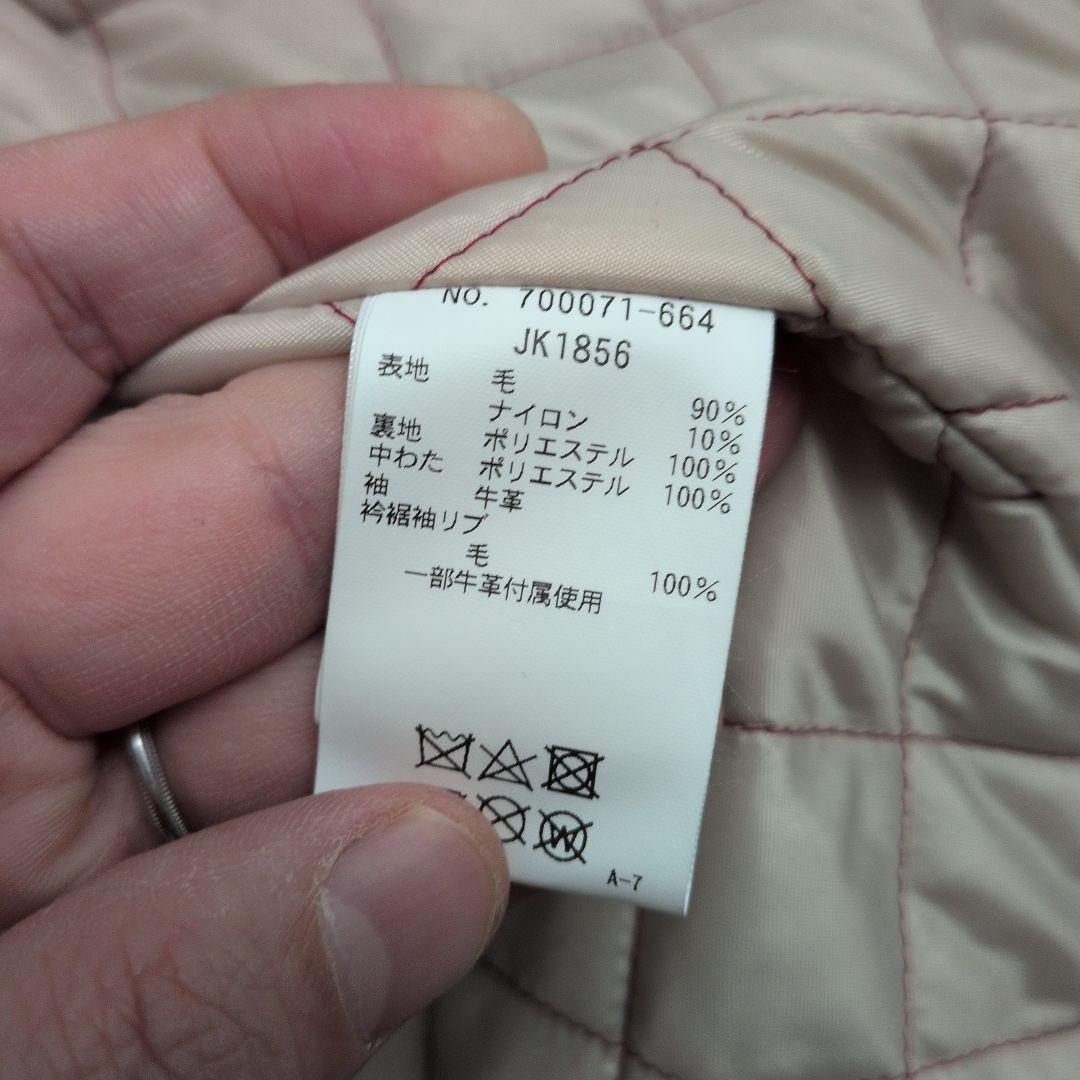 No. 700071-664
JK1856
表地 毛 90%
ナイロン 10%
裏地 ポリエステル 100%
中わた ポリエステル 100%
袖 牛革
衿裾袖リブ
毛 100%
一部牛革付属使用
W
A-7